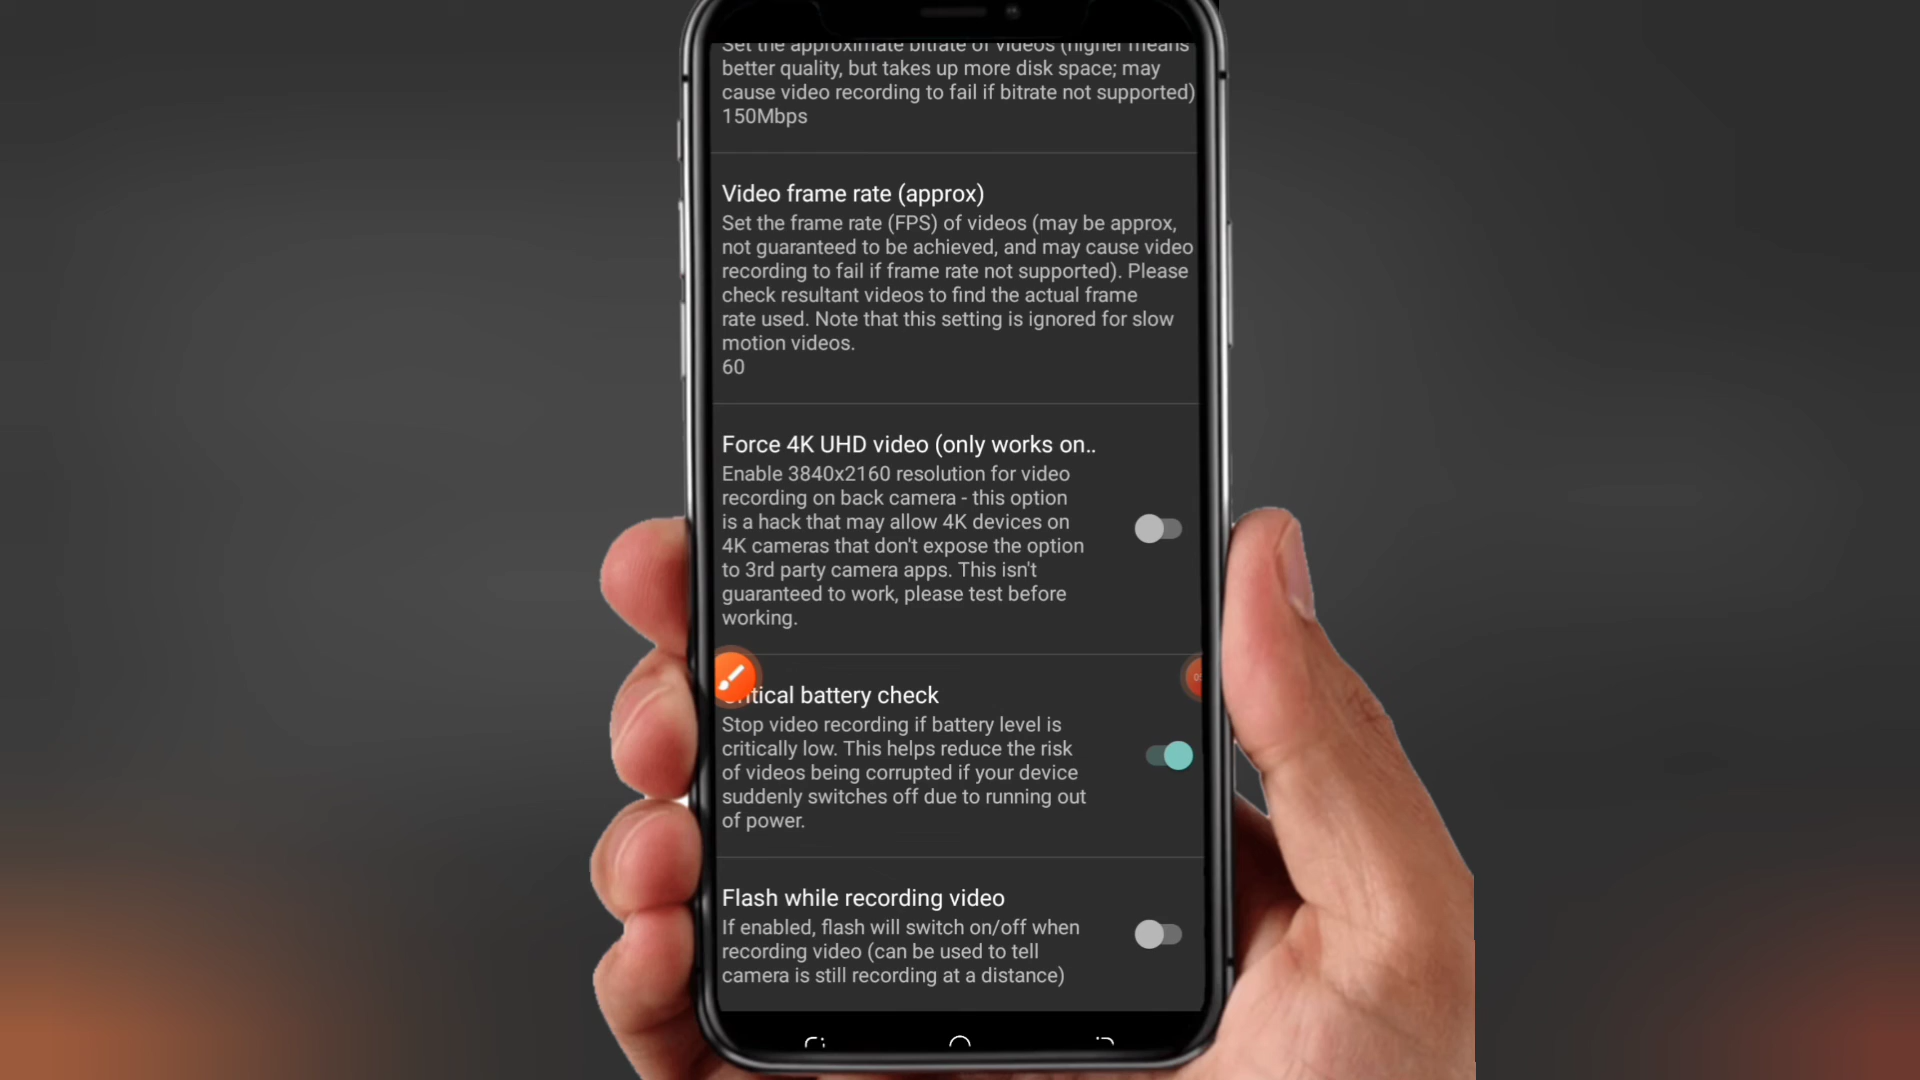 Set the approximate bitrate of videos (higher means
better quality, but takes up more disk space; may
cause video recording to fail if bitrate not supported)
150Mbps
Video frame rate (approx)
Set the frame rate (FPS) of videos (may be approx,
not guaranteed to be achieved, and may cause video
recording to fail if frame rate not supported). Please
check resultant videos to find the actual frame
rate used. Note that this setting is ignored for slow
motion videos.
60
Force 4K UHD video (only works on..
Enable 3840x2160 resolution for video
recording on back camera - this option
is a hack that may allow 4K devices on
4K cameras that don't expose the option
to 3rd party camera apps. This isn't
guaranteed to work, please test before
working.
battery check
Stop video recording if battery level is
critically low. This helps reduce the risk
of videos being corrupted if your device
suddenly switches off due to running out
of power.
Flash while recording video
If enabled, flash will switch on/off when
recording video (can be used to tell
camera is still recording at a distance)